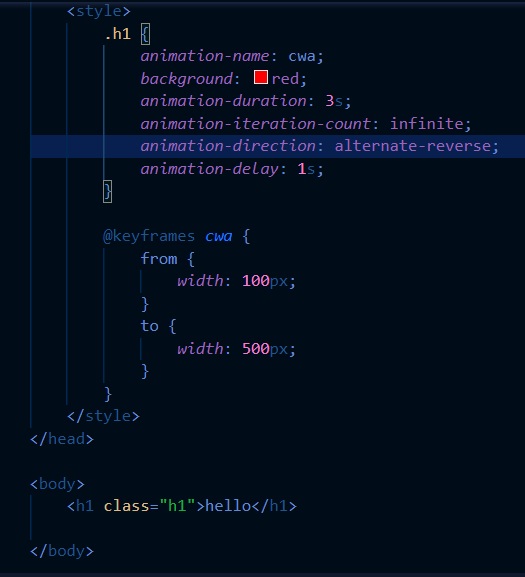 <style>
.h1 {
animation-name: cwa;
background: red;
animation-duration: 3s;
animation-iteration-count: infinite;
animation-direction: alternate-reverse;
animation-delay: 1s;
}
@keyframes cwa {
from {
width: 100px;
}
to {
width: 500px;
}
}
</style>
</head>
<body>
<h1 class="h1">hello</h1>
</body>